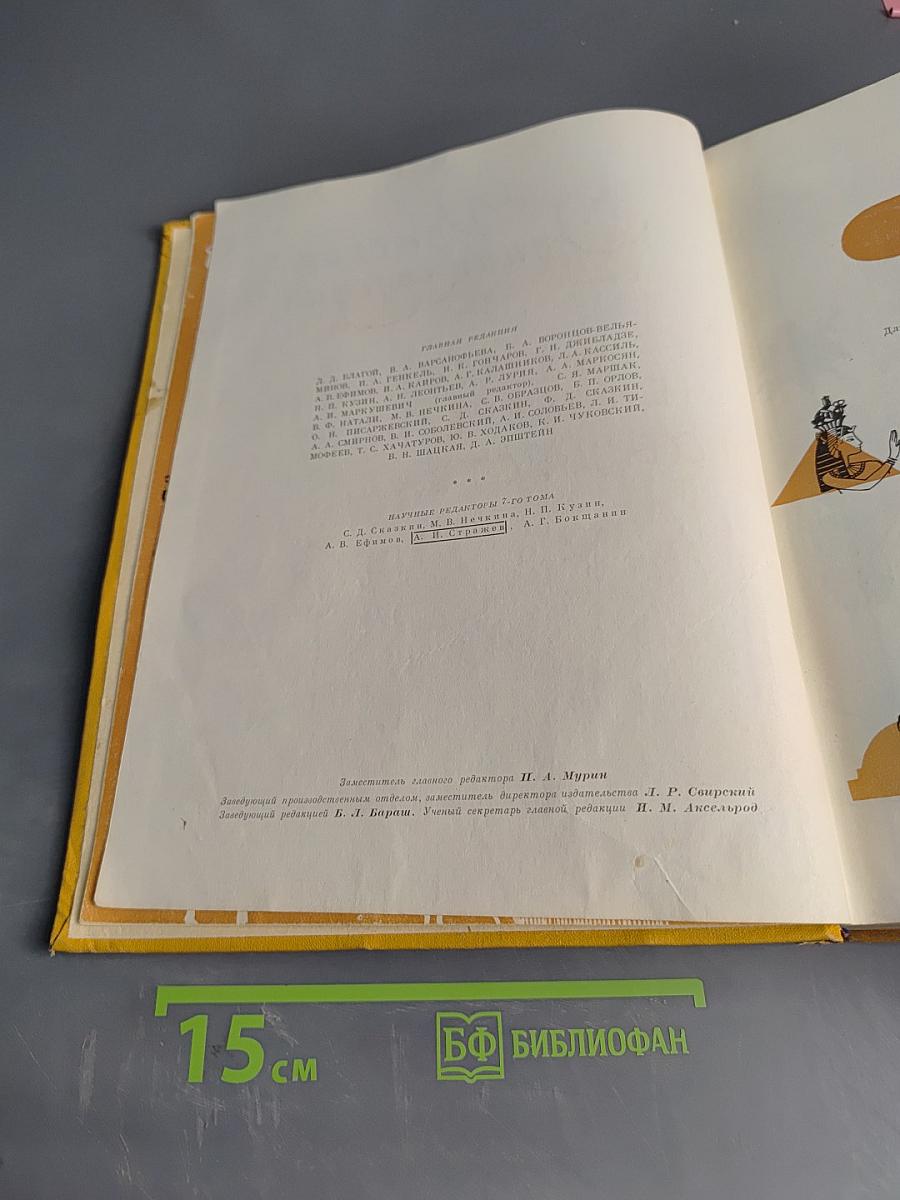 ГЛАВНАЯ РЕДАКЦИЯ
Д. Д. БЛАГОЙ, В. А. ВАРСАНОФЬЕВА, Б. А. ВОРОНЦОВ-ВЕЛЬЯ-
МИНОВ, П. А. ГЕНКЕЛЬ, Н. К. ГОНЧАРОВ, Г. Н. ДЖИБЛАДЗЕ,
А. В. ЕФИМОВ, И. А. КАИРОВ, А. Г. КАЛАШНИКОВ, Л. А. КАССИЛЬ,
Н. П. КУЗИН, А. Н. ЛЕОНТЬЕВ, А. Р. ЛУРИЯ, А. А. МАРКОСЯН,
А. И. МАРКУШЕВИЧ (главный редактор), С. Я. МАРШАК,
В. Ф. НАТАЛИ, М. В. НЕЧКИНА, С. В. ОБРАЗЦОВ, Б. П. ОРЛОВ,
О. Н. ПИСАРЖЕВСКИЙ, С. Д. СКАЗКИН, Ф. Д. СКАЗКИН,
А. А. СМИРНОВ, В. И. СОБОЛЕВСКИЙ, А. И. СОЛОВЬЕВ, Л. И. ТИ-
МОФЕЕВ, Т. С. ХАЧАТУРОВ, Ю. В. ХОДАКОВ, К. И. ЧУКОВСКИЙ,
В. Н. ШАЦКАЯ, Д. А. ЭПШТЕЙН
* * *
НАУЧНЫЕ РЕДАКТОРЫ 7-ГО ТОМА
С. Д. Сказкин, М. В. Нечкина, Н. П. Кузин,
А. В. Ефимов, А. И. Стражев, А. Г. Бокщанин
Заместитель главного редактора П. А. Мурин
Заведующий производственным отделом, заместитель директора издательства Л. Р. Свирский
Заведующий редакцией Б. Л. Бараш. Ученый секретарь главной редакции И. М. Аксельрод
Да
15 см
БФ БИБЛИОФАН